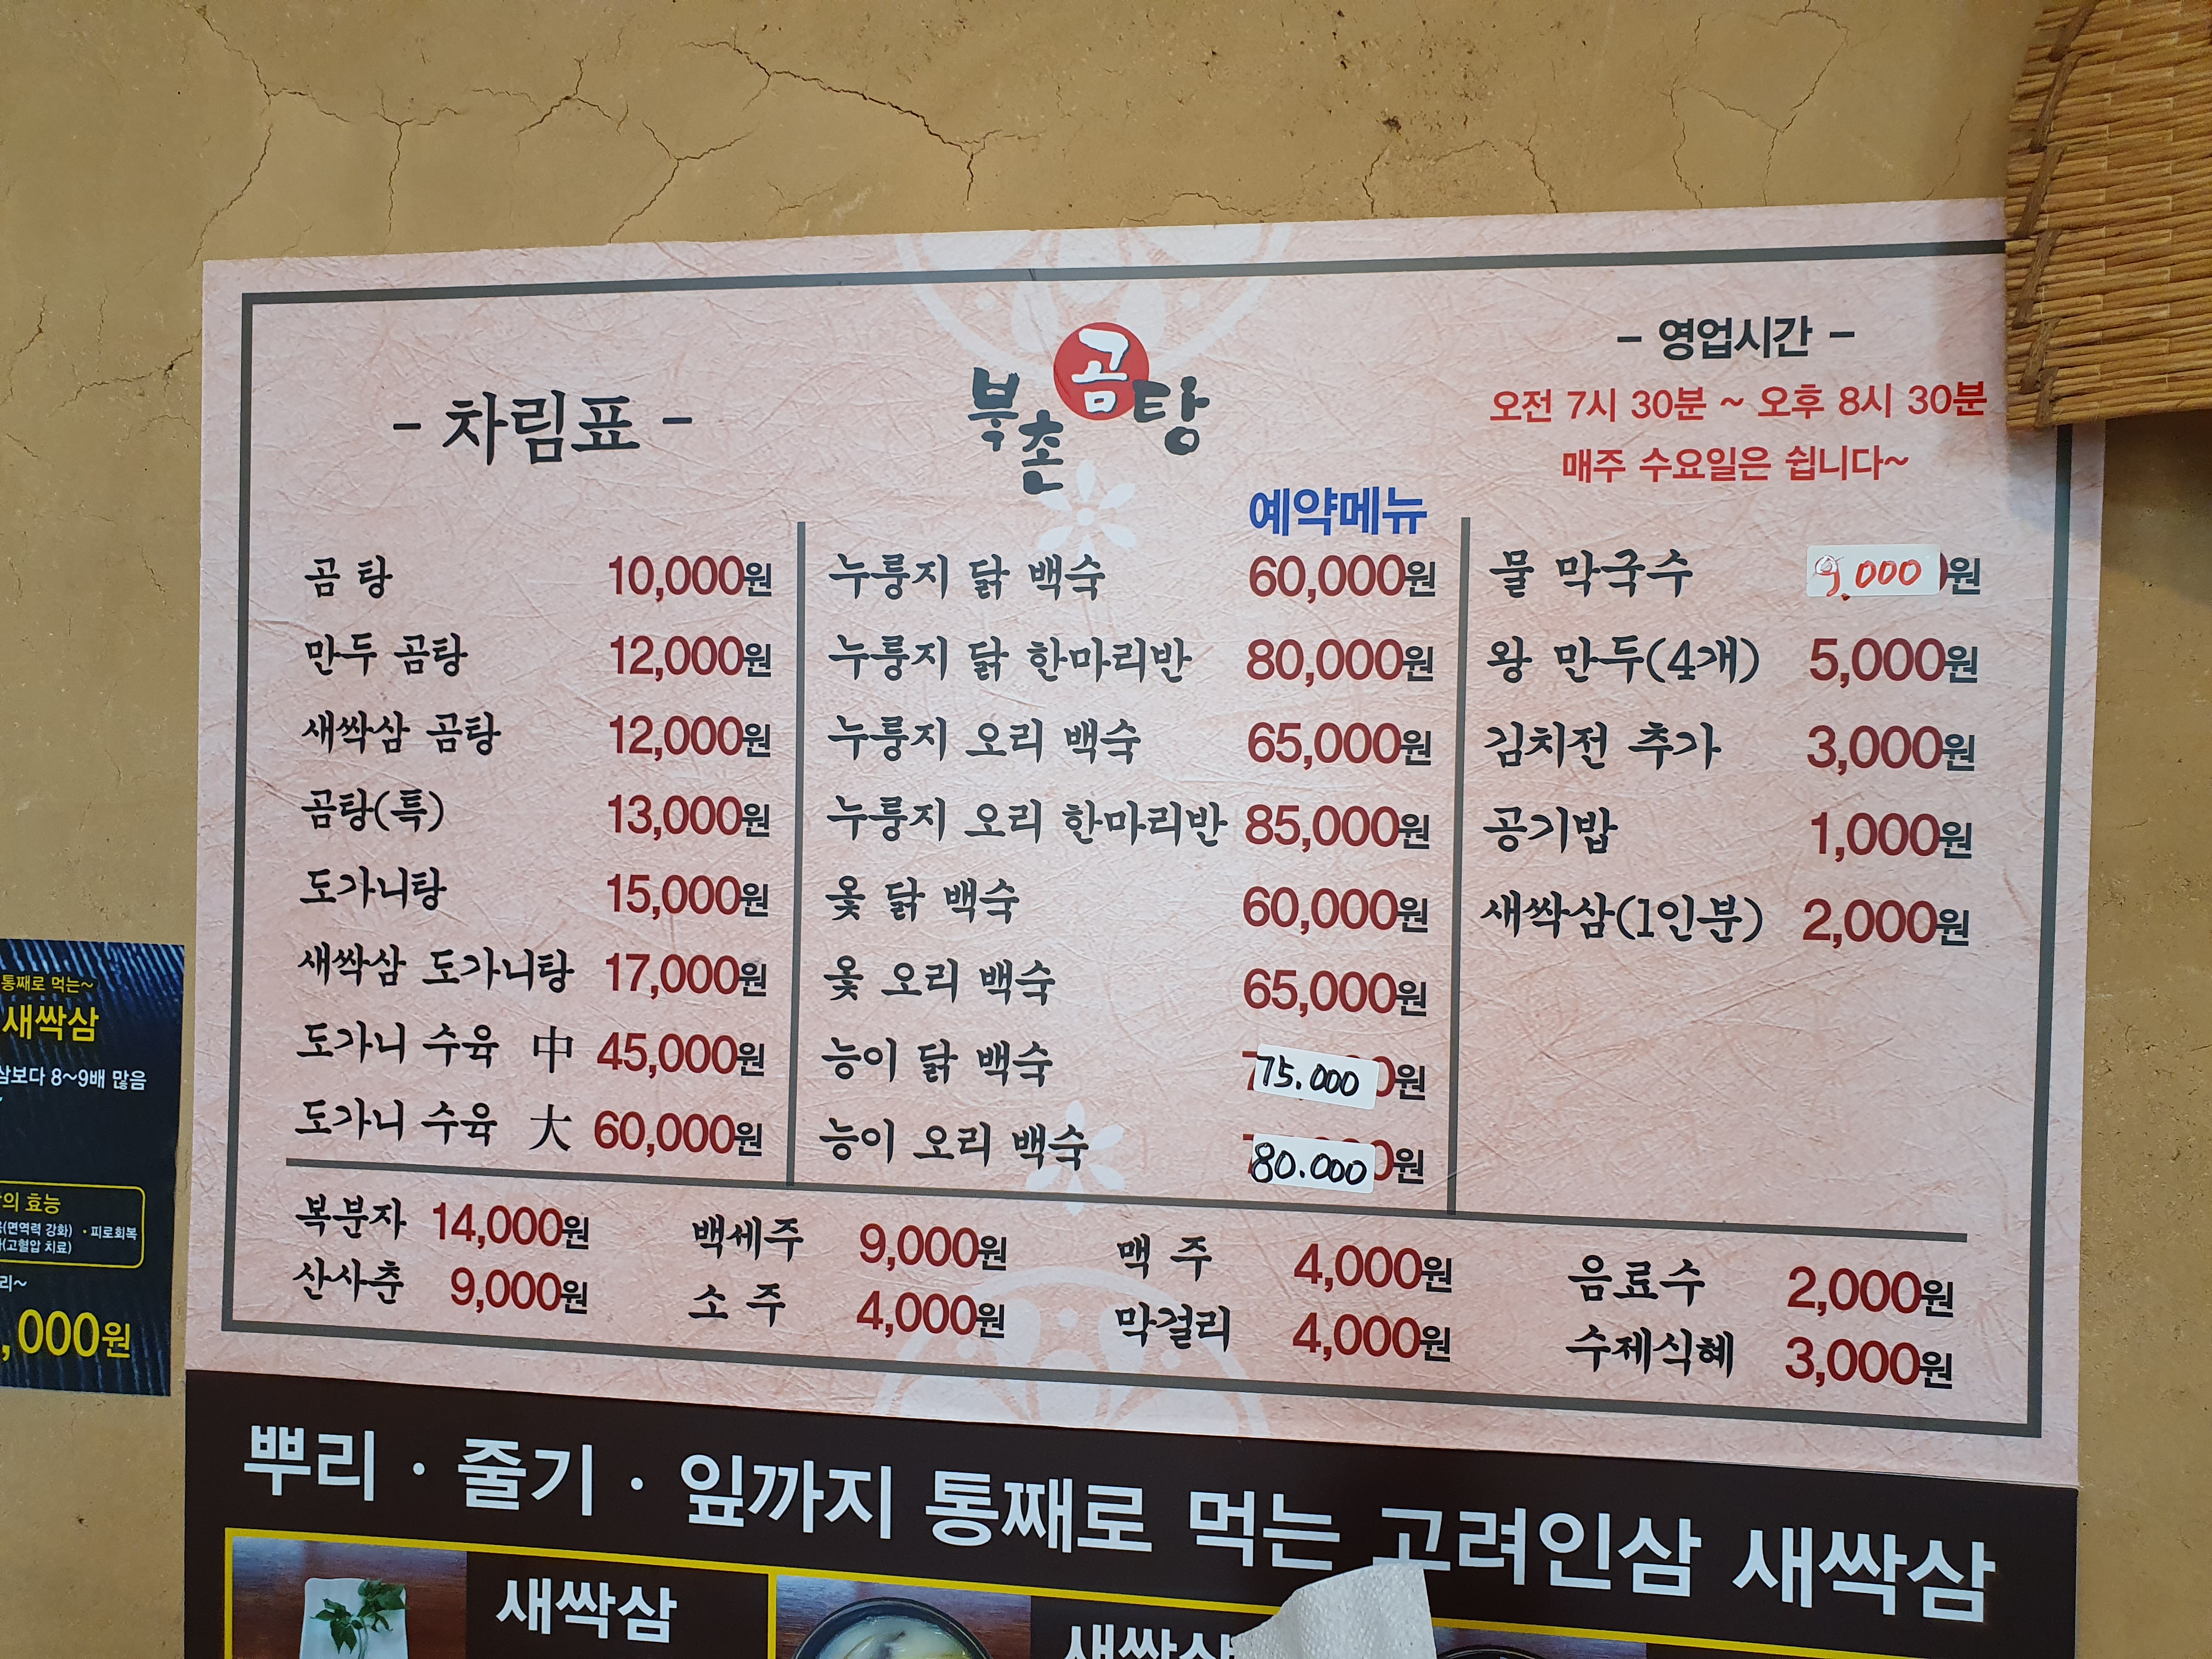 - 차림표 -
북촌곰탕
- 영업시간 -
오전 7시 30분 ~ 오후 8시 30분
매주 수요일은 쉽니다~
곰 탕 10,000원
만두 곰탕 12,000원
새싹삼 곰탕 12,000원
곰탕(특) 13,000원
도가니탕 15,000원
새싹삼 도가니탕 17,000원
도가니 수육 中 45,000원
도가니 수육 大 60,000원
예약메뉴
누룽지 닭 백숙 60,000원
누룽지 닭 한마리반 80,000원
누룽지 오리 백숙 65,000원
누룽지 오리 한마리반 85,000원
옻 닭 백숙 60,000원
옻 오리 백숙 65,000원
능이 닭 백숙 75.000원
능이 오리 백숙 80.000원
물 막국수 9,000원
왕 만두(4개) 5,000원
김치전 추가 3,000원
공기밥 1,000원
새싹삼(1인분) 2,000원
복분자 14,000원 백세주 9,000원 맥 주 4,000원 음료수 2,000원
산사춘 9,000원 소 주 4,000원 막걸리 4,000원 수제식혜 3,000원
뿌리 · 줄기 · 잎까지 통째로 먹는 고려인삼 새싹삼
새싹삼
새싹삼
통째로 먹는~
새싹삼
삼보다 8~9배 많음
의 효능
(면역력 강화) · 피로회복
(고혈압 치료)
리~
,000원